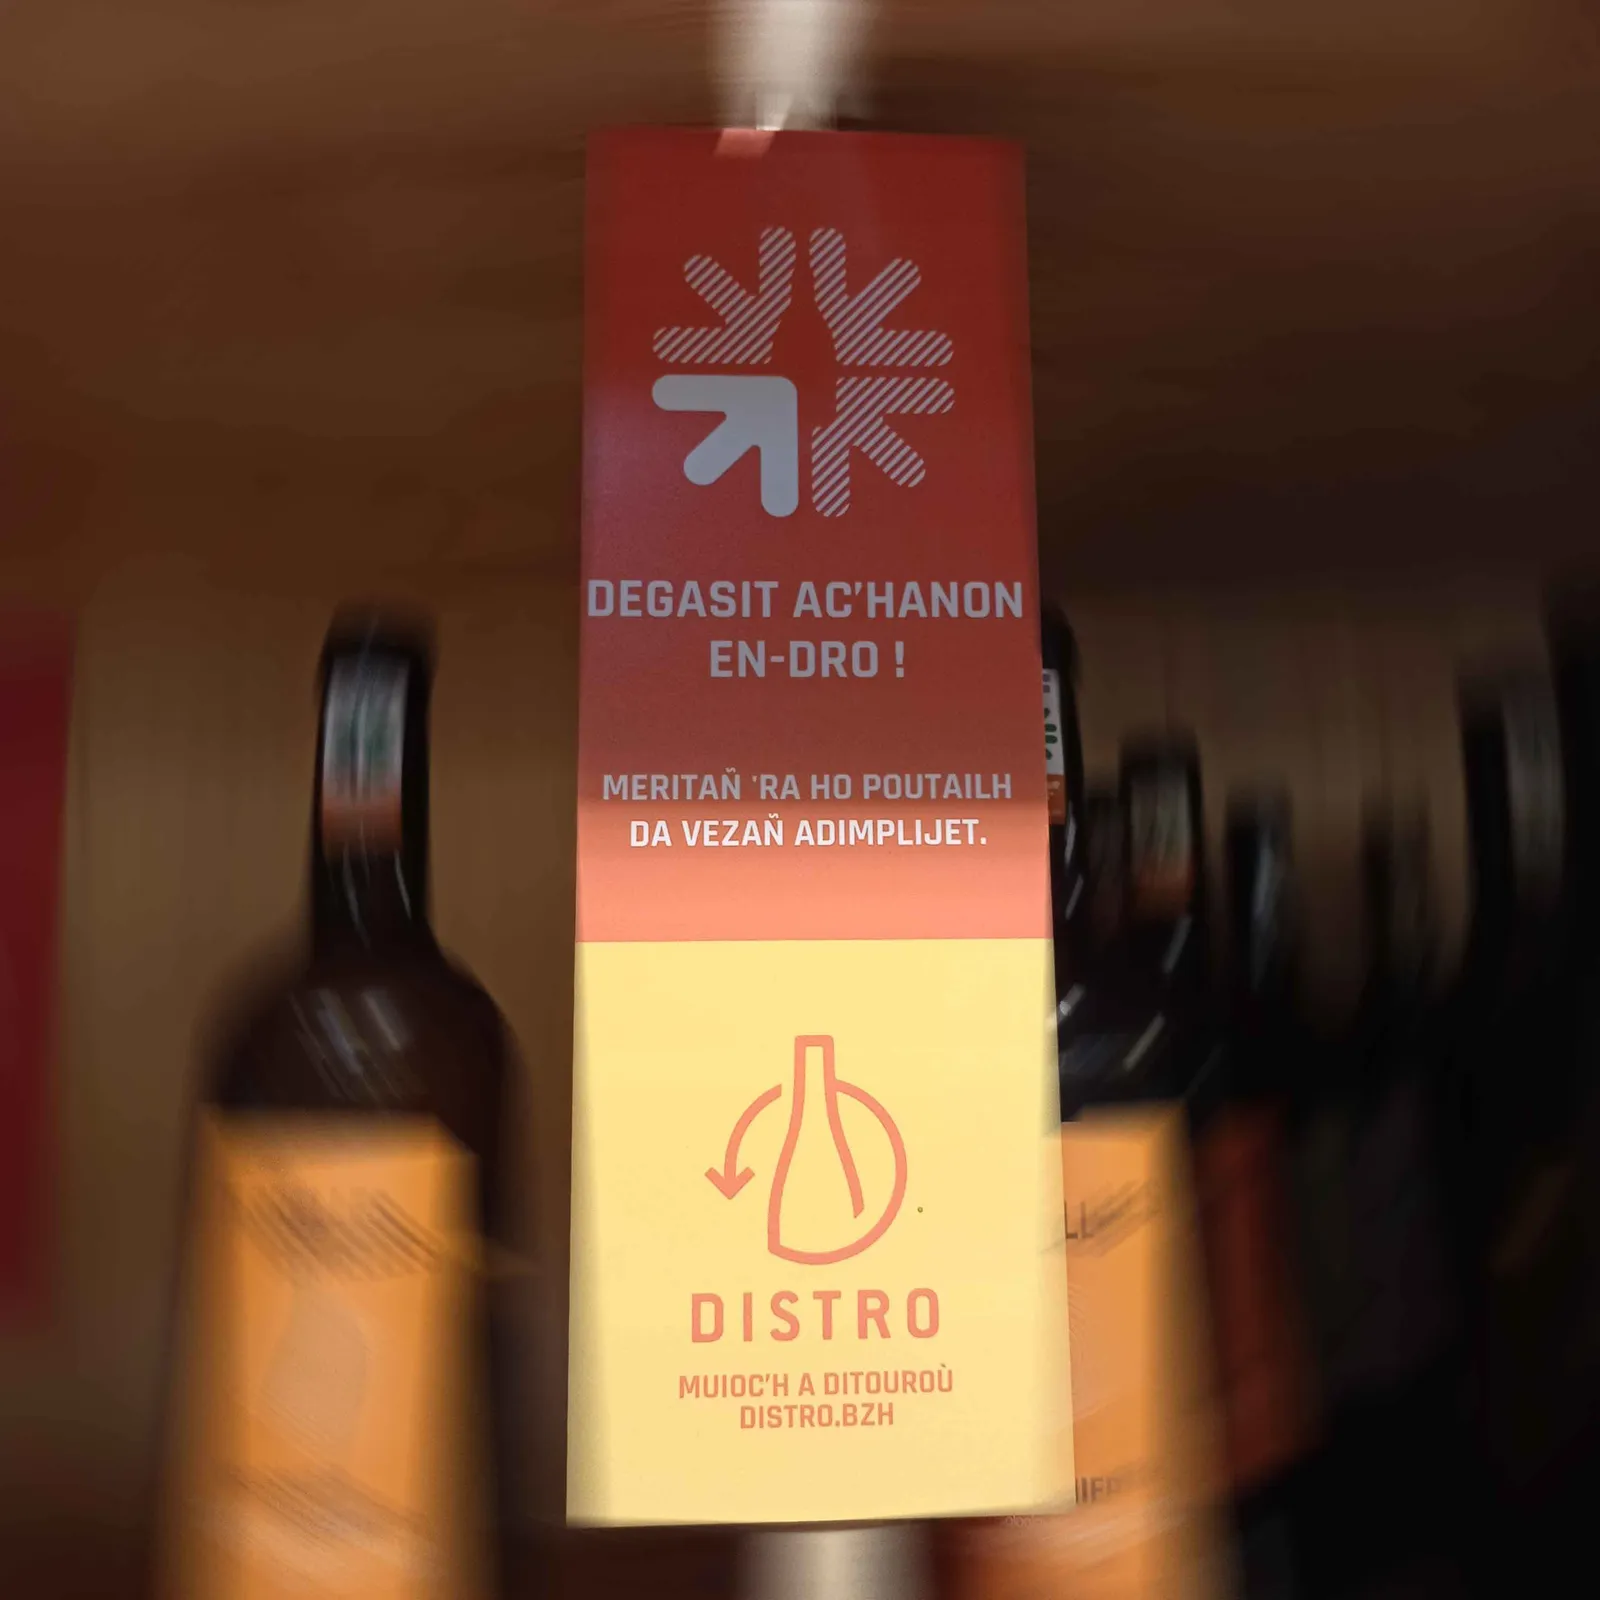 DEGASIT AC'HANON
EN-DRO !
MERITAÑ 'RA HO POUTAILH
DA VEZAÑ ADIMPLIJET.
DISTRO
MUIOC'H A DITOUROÙ
DISTRO.BZH